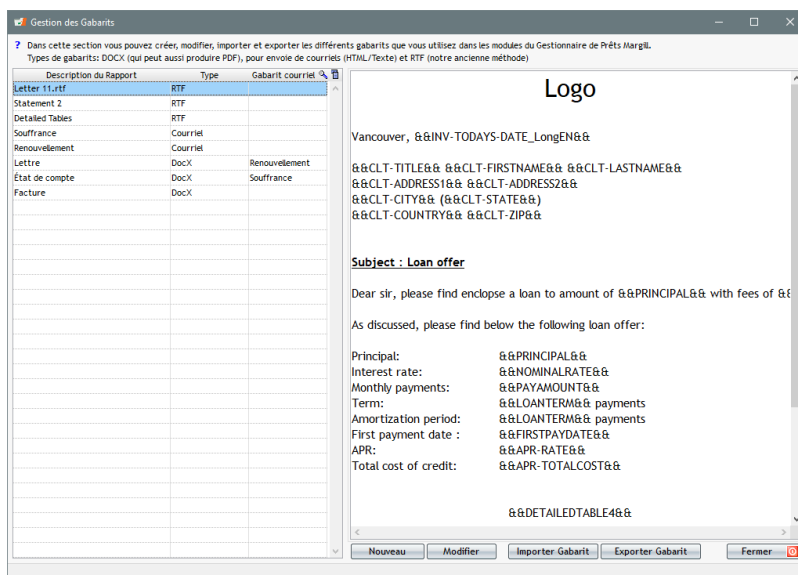 Gestion des Gabarits
? Dans cette section vous pouvez créer, modifier, importer et exporter les différents gabarits que vous utilisez dans les modules du Gestionnaire de Prêts Margill.
Types de gabarits: DOCX (qui peut aussi produire PDF), pour envoie de courriels (HTML/Texte) et RTF (notre ancienne méthode)
Description du Rapport Type Gabarit courriel
Letter 11.rtf RTF
Statement 2 RTF
Detailed Tables RTF
Souffrance Courriel
Renouvellement Courriel
Lettre DocX Renouvellement
État de compte DocX Souffrance
Facture DocX
Logo
Vancouver, &&INV-TODAYS-DATE_LongEN&&
&&CLT-TITLE&& &&CLT-FIRSTNAME&& &&CLT-LASTNAME&&
&&CLT-ADDRESS1&& &&CLT-ADDRESS2&&
&&CLT-CITY&& (&&CLT-STATE&&)
&&CLT-COUNTRY&& &&CLT-ZIP&&
Subject : Loan offer
Dear sir, please find enclopse a loan to amount of &&PRINCIPAL&& with fees of &&
As discussed, please find below the following loan offer:
Principal: &&PRINCIPAL&&
Interest rate: &&NOMINALRATE&&
Monthly payments: &&PAYAMOUNT&&
Term: &&LOANTERM&& payments
Amortization period: &&LOANTERM&& payments
First payment date : &&FIRSTPAYDATE&&
APR: &&APR-RATE&&
Total cost of credit: &&APR-TOTALCOST&&
&&DETAILEDTABLE4&&
Nouveau Modifier Importer Gabarit Exporter Gabarit Fermer